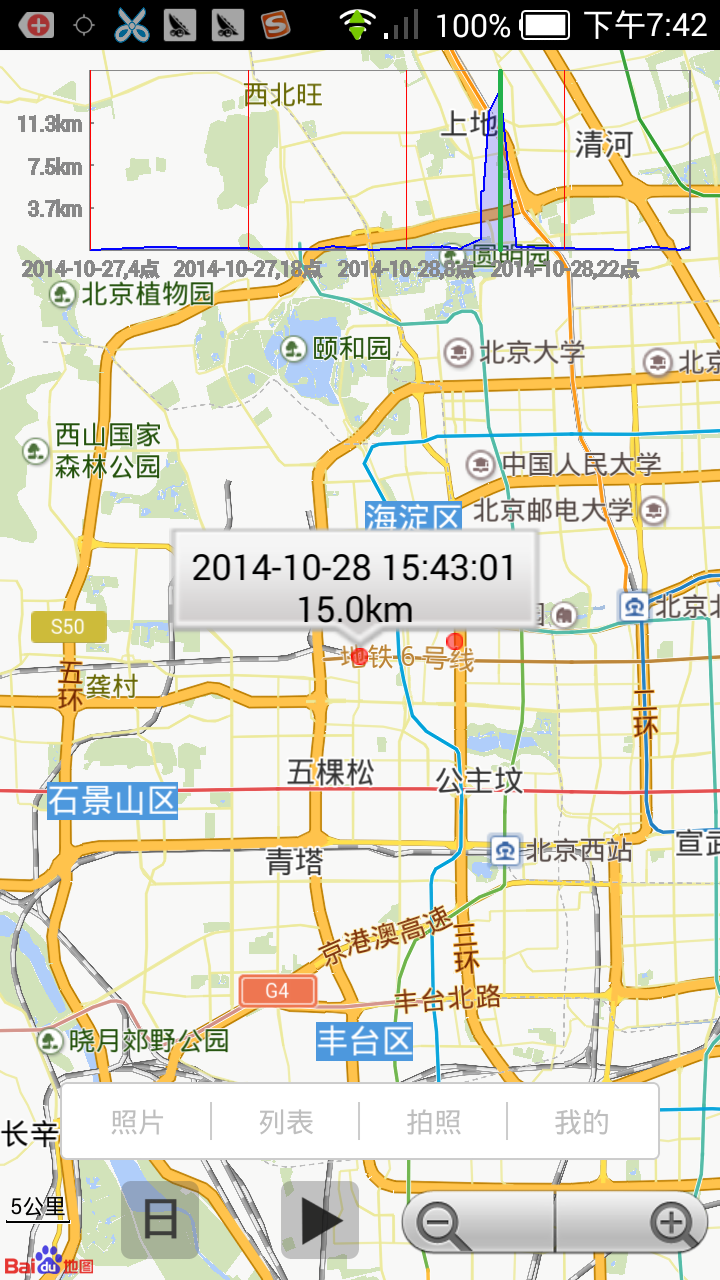 100% 下午7:42
西北旺
11.3km
上地
清河
7.5km
3.7km
圆明园
2014-10-27,4点 2014-10-27,18点 2014-10-28,8点 2014-10-28,22点
北京植物园
颐和园
北京大学
北京
西山国家
森林公园
中国人民大学
海淀区
北京邮电大学
2014-10-28 15:43:01
15.0km
S50
园
北京北
地铁6号线
五环
龚村
二环
五棵松
公主坟
石景山区
青塔
北京西站
宣武
京港澳高速
三环
G4
丰台北路
丰台区
晓月郊野公园
长辛
照片 列表 拍照 我的
5公里
日
Baidu地图